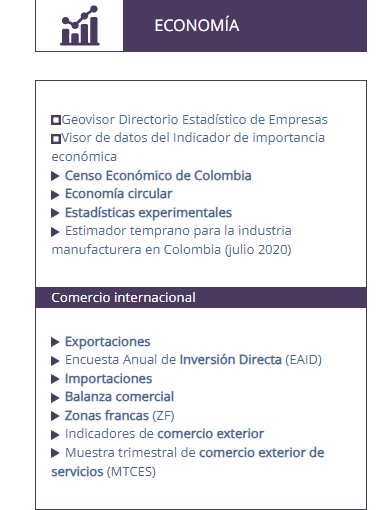 ECONOMÍA
Geovisor Directorio Estadístico de Empresas
Visor de datos del Indicador de importancia
económica
Censo Económico de Colombia
Economía circular
Estadísticas experimentales
Estimador temprano para la industria
manufacturera en Colombia (julio 2020)
Comercio internacional
Exportaciones
Encuesta Anual de Inversión Directa (EAID)
Importaciones
Balanza comercial
Zonas francas (ZF)
Indicadores de comercio exterior
Muestra trimestral de comercio exterior de
servicios (MTCES)